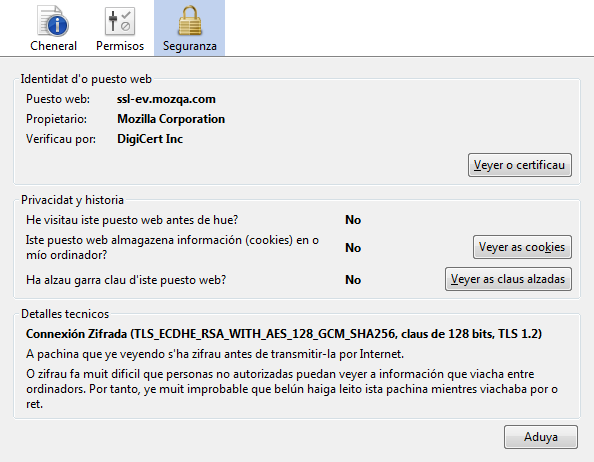 Cheneral Permisos Seguranza
Identidat d'o puesto web
Puesto web: ssl-ev.mozqa.com
Propietario: Mozilla Corporation
Verificau por: DigiCert Inc
Veyer o certificau
Privacidat y historia
He visitau iste puesto web antes de hue? No
Iste puesto web almagazena información (cookies) en o
mío ordinador? No Veyer as cookies
Ha alzau garra clau d'iste puesto web? No Veyer as claus alzadas
Detalles tecnicos
Connexión Zifrada (TLS_ECDHE_RSA_WITH_AES_128_GCM_SHA256, claus de 128 bits, TLS 1.2)
A pachina que ye veyendo s'ha zifrau antes de transmitir-la por Internet.
O zifrau fa muit dificil que personas no autorizadas puedan veyer a información que viacha entre
ordinadors. Por tanto, ye muit improbable que belún haiga leito ista pachina mientres viachaba por o
ret.
Aduya